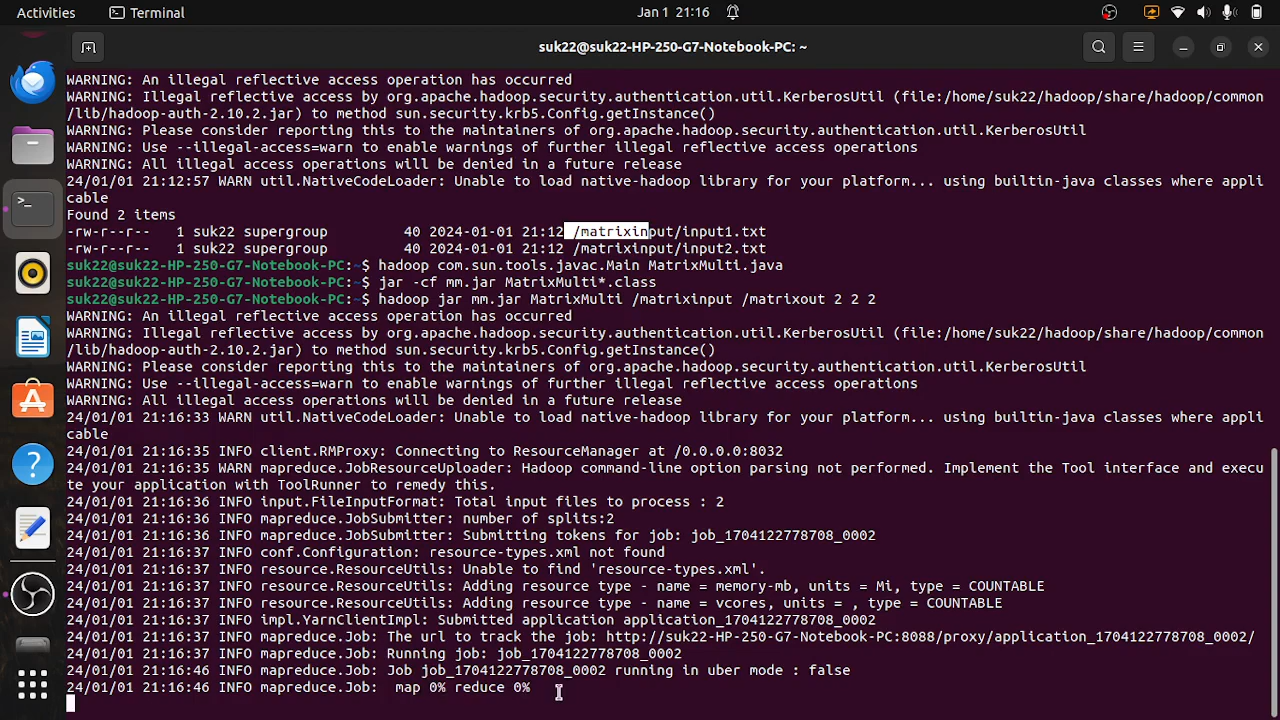 Activities
Terminal
Jan 1 21:16
suk22@suk22-HP-250-G7-Notebook-PC: ~
WARNING: An illegal reflective access operation has occurred
WARNING: Illegal reflective access by org.apache.hadoop.security.authentication.util.KerberosUtil (file:/home/suk22/hadoop/share/hadoop/common
/lib/hadoop-auth-2.10.2.jar) to method sun.security.krb5.Config.getInstance()
WARNING: Please consider reporting this to the maintainers of org.apache.hadoop.security.authentication.util.KerberosUtil
WARNING: Use --illegal-access=warn to enable warnings of further illegal reflective access operations
WARNING: All illegal access operations will be denied in a future release
24/01/01 21:12:57 WARN util.NativeCodeLoader: Unable to load native-hadoop library for your platform... using builtin-java classes where appli
cable
Found 2 items
-rw-r--r--   1 suk22 supergroup         40 2024-01-01 21:12 /matrixinput/input1.txt
-rw-r--r--   1 suk22 supergroup         40 2024-01-01 21:12 /matrixinput/input2.txt
suk22@suk22-HP-250-G7-Notebook-PC:~$ hadoop com.sun.tools.javac.Main MatrixMulti.java
suk22@suk22-HP-250-G7-Notebook-PC:~$ jar -cf mm.jar MatrixMulti*.class
suk22@suk22-HP-250-G7-Notebook-PC:~$ hadoop jar mm.jar MatrixMulti /matrixinput /matrixout 2 2 2
WARNING: An illegal reflective access operation has occurred
WARNING: Illegal reflective access by org.apache.hadoop.security.authentication.util.KerberosUtil (file:/home/suk22/hadoop/share/hadoop/common
/lib/hadoop-auth-2.10.2.jar) to method sun.security.krb5.Config.getInstance()
WARNING: Please consider reporting this to the maintainers of org.apache.hadoop.security.authentication.util.KerberosUtil
WARNING: Use --illegal-access=warn to enable warnings of further illegal reflective access operations
WARNING: All illegal access operations will be denied in a future release
24/01/01 21:16:33 WARN util.NativeCodeLoader: Unable to load native-hadoop library for your platform... using builtin-java classes where appli
cable
24/01/01 21:16:35 INFO client.RMProxy: Connecting to ResourceManager at /0.0.0.0:8032
24/01/01 21:16:35 WARN mapreduce.JobResourceUploader: Hadoop command-line option parsing not performed. Implement the Tool interface and execu
te your application with ToolRunner to remedy this.
24/01/01 21:16:36 INFO input.FileInputFormat: Total input files to process : 2
24/01/01 21:16:36 INFO mapreduce.JobSubmitter: number of splits:2
24/01/01 21:16:36 INFO mapreduce.JobSubmitter: Submitting tokens for job: job_1704122778708_0002
24/01/01 21:16:37 INFO conf.Configuration: resource-types.xml not found
24/01/01 21:16:37 INFO resource.ResourceUtils: Unable to find 'resource-types.xml'.
24/01/01 21:16:37 INFO resource.ResourceUtils: Adding resource type - name = memory-mb, units = Mi, type = COUNTABLE
24/01/01 21:16:37 INFO resource.ResourceUtils: Adding resource type - name = vcores, units = , type = COUNTABLE
24/01/01 21:16:37 INFO impl.YarnClientImpl: Submitted application application_1704122778708_0002
24/01/01 21:16:37 INFO mapreduce.Job: The url to track the job: http://suk22-HP-250-G7-Notebook-PC:8088/proxy/application_1704122778708_0002/
24/01/01 21:16:37 INFO mapreduce.Job: Running job: job_1704122778708_0002
24/01/01 21:16:46 INFO mapreduce.Job: Job job_1704122778708_0002 running in uber mode : false
24/01/01 21:16:46 INFO mapreduce.Job:  map 0% reduce 0%